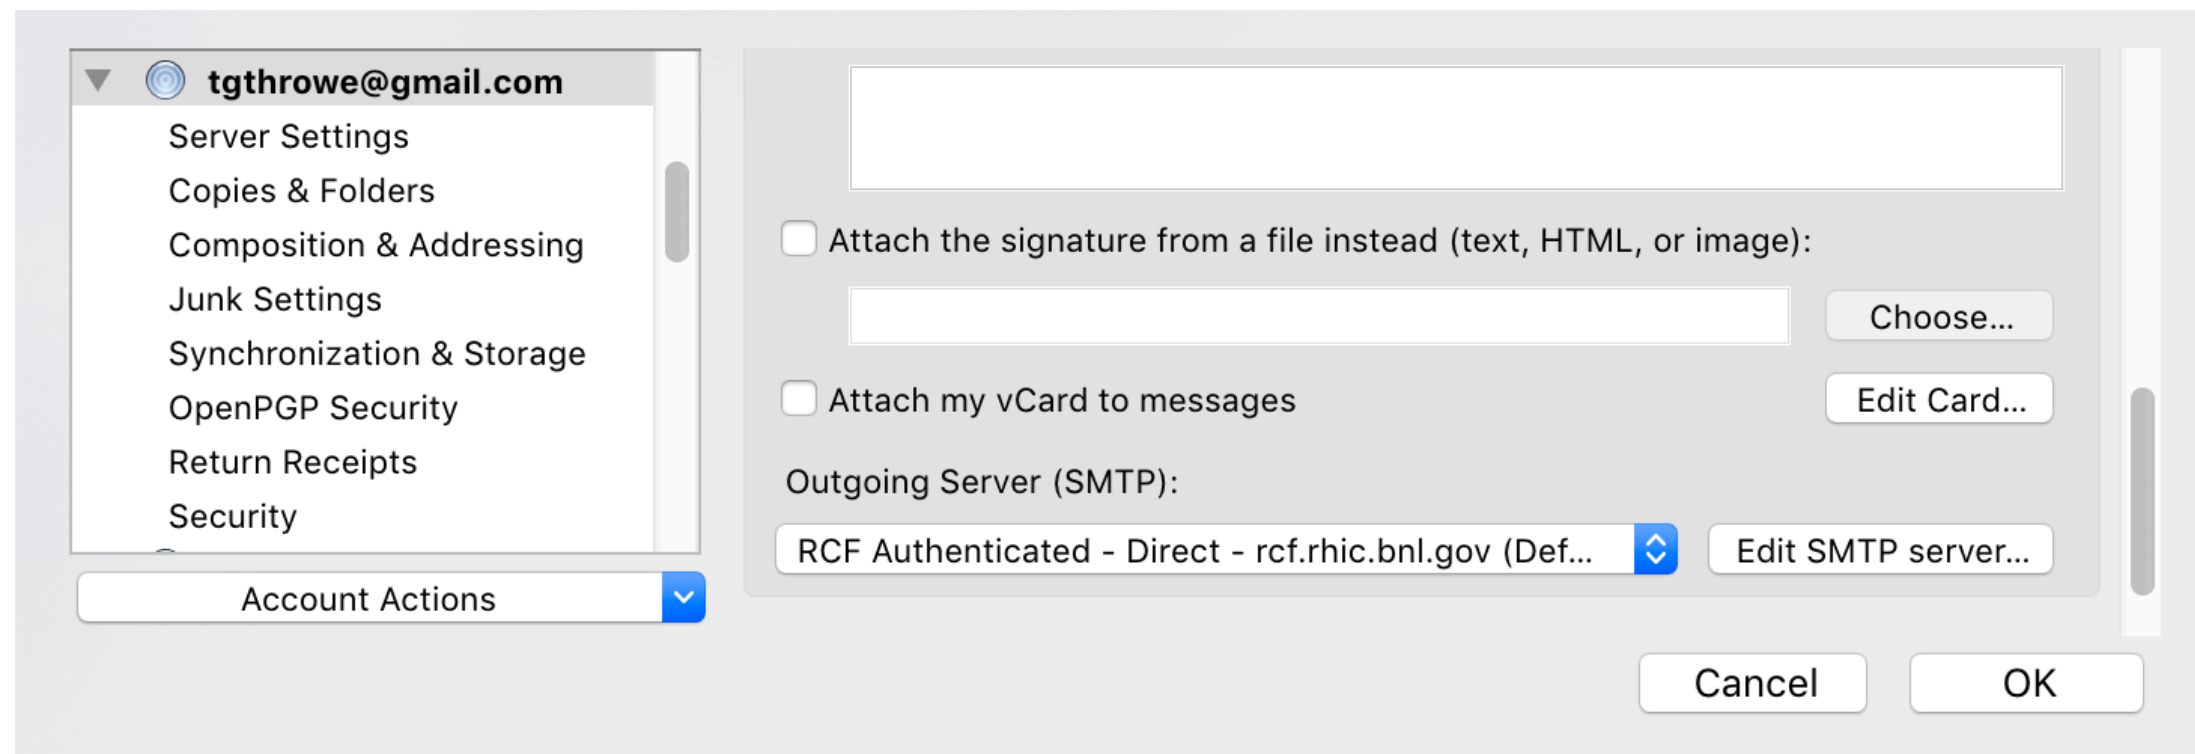 tgthrowe@gmail.com
Server Settings
Copies & Folders
Composition & Addressing
Junk Settings
Synchronization & Storage
OpenPGP Security
Return Receipts
Security
Account Actions
Attach the signature from a file instead (text, HTML, or image):
Choose...
Attach my vCard to messages
Edit Card...
Outgoing Server (SMTP):
RCF Authenticated - Direct - rcf.rhic.bnl.gov (Def...
Edit SMTP server...
Cancel
OK